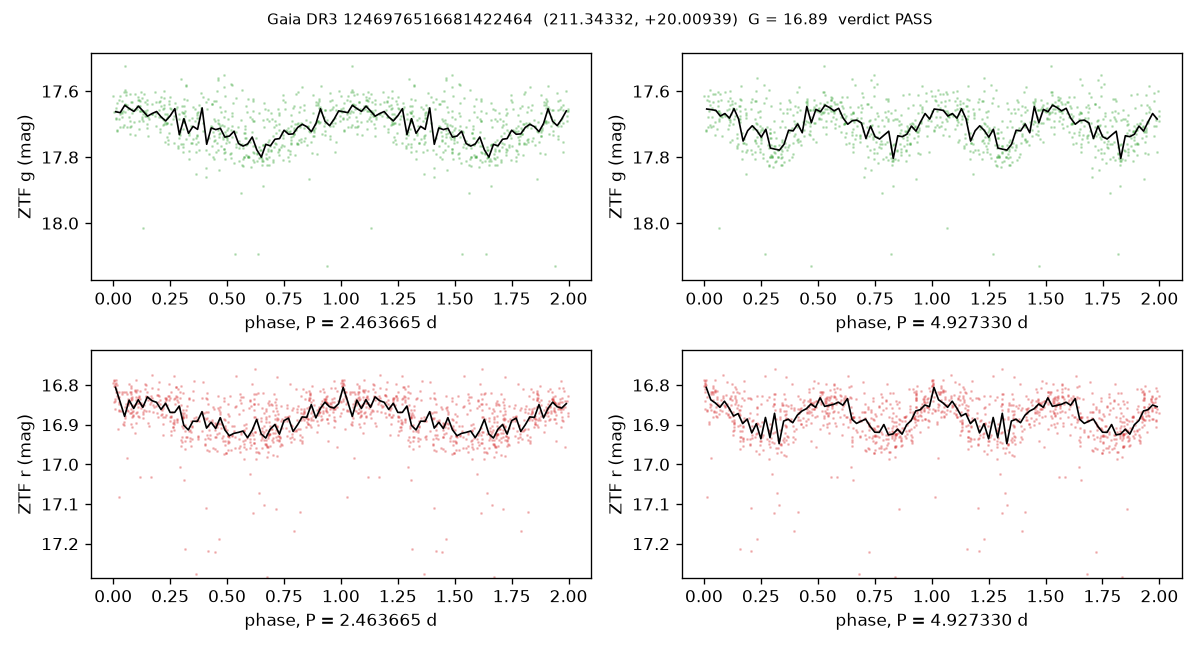 Gaia DR3 1246976516681422464  (211.34332, +20.00939)  G = 16.89  verdict PASS
ZTF g (mag)
17.6
17.8
18.0
0.00 0.25 0.50 0.75 1.00 1.25 1.50 1.75 2.00
phase, P = 2.463665 d
ZTF g (mag)
17.6
17.8
18.0
0.00 0.25 0.50 0.75 1.00 1.25 1.50 1.75 2.00
phase, P = 4.927330 d
ZTF r (mag)
16.8
16.9
17.0
17.1
17.2
0.00 0.25 0.50 0.75 1.00 1.25 1.50 1.75 2.00
phase, P = 2.463665 d
ZTF r (mag)
16.8
16.9
17.0
17.1
17.2
0.00 0.25 0.50 0.75 1.00 1.25 1.50 1.75 2.00
phase, P = 4.927330 d